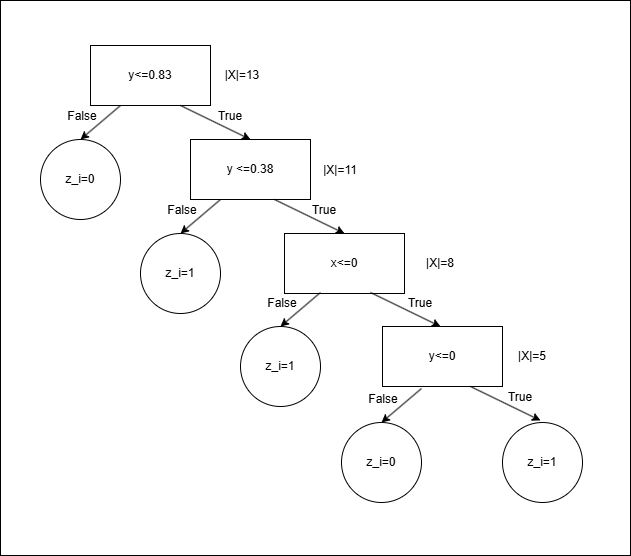 y<=0.83
|X|=13
False
True
y <=0.38
|X|=11
z_i=0
False
True
x<=0
|X|=8
z_i=1
False
True
y<=0
|X|=5
z_i=1
False
True
z_i=0
z_i=1